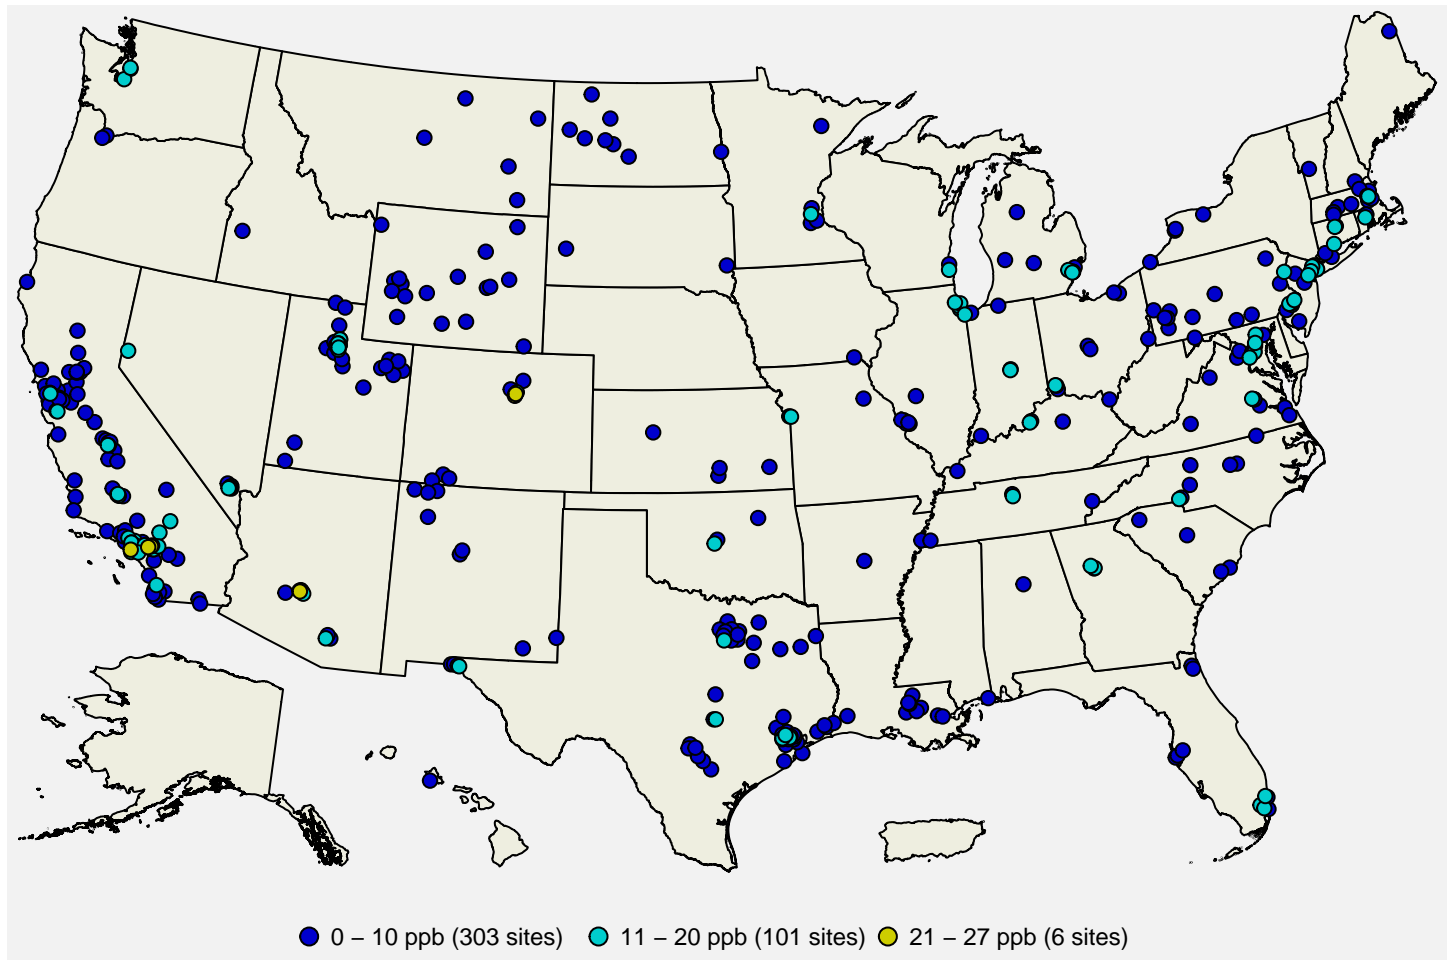 0 – 10 ppb (303 sites) 11 – 20 ppb (101 sites) 21 – 27 ppb (6 sites)